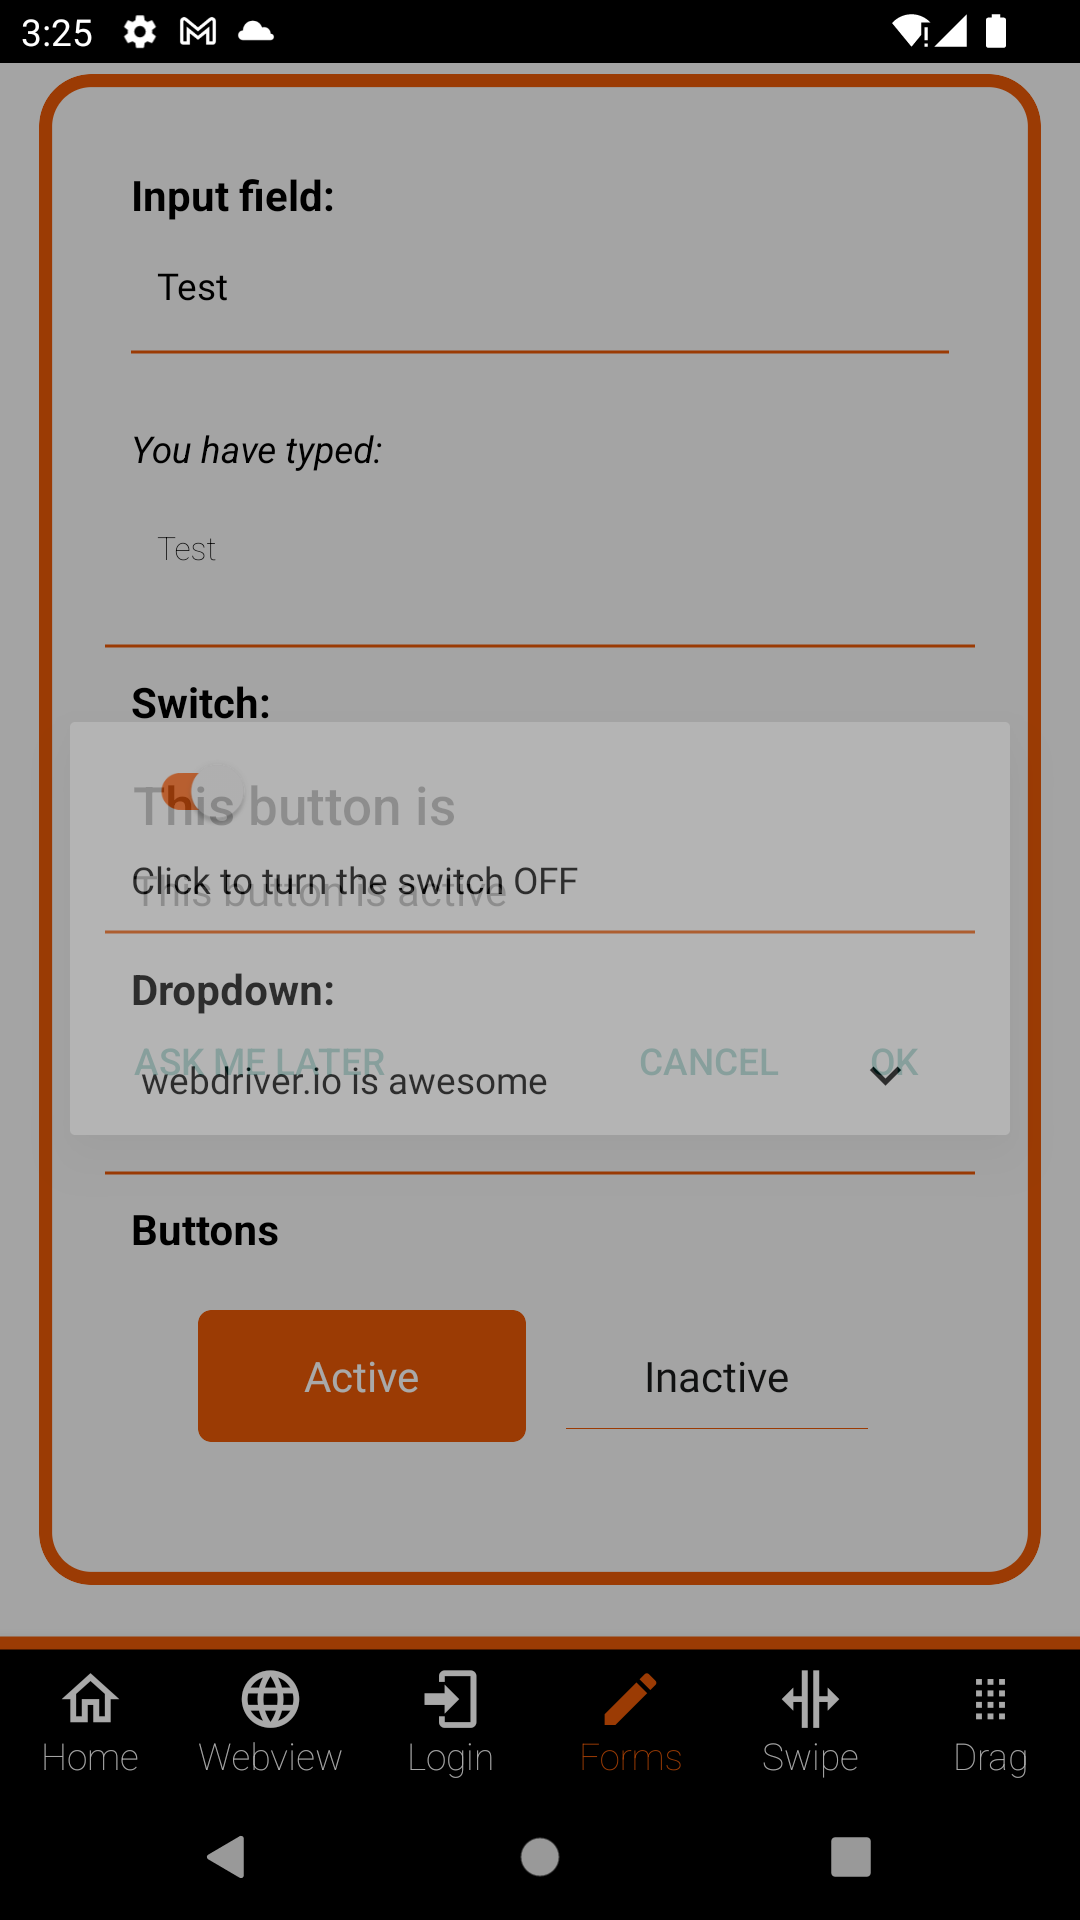 3:25
Input field:
Test
You have typed:
Test
Switch:
This button is
Click to turn the switch OFF
This button is active
Dropdown:
ASK ME LATER CANCEL OK
webdriver.io is awesome
Buttons
Active Inactive
Home Webview Login Forms Swipe Drag